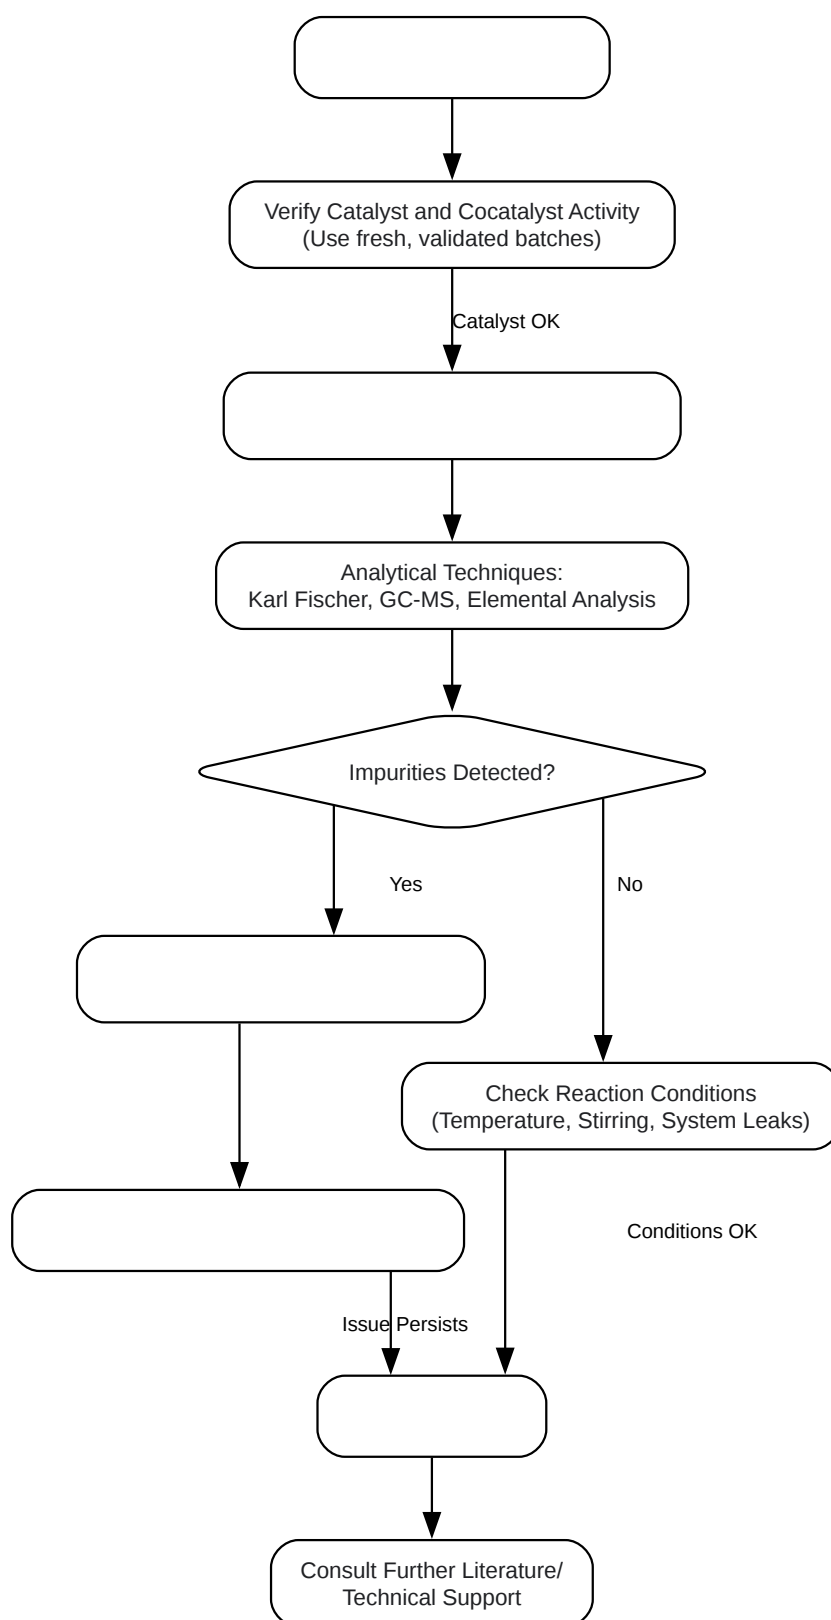 Verify Catalyst and Cocatalyst Activity
(Use fresh, validated batches)
Catalyst OK
Analytical Techniques:
Karl Fischer, GC-MS, Elemental Analysis
Impurities Detected?
Yes
No
Check Reaction Conditions
(Temperature, Stirring, System Leaks)
Conditions OK
Issue Persists
Consult Further Literature/
Technical Support